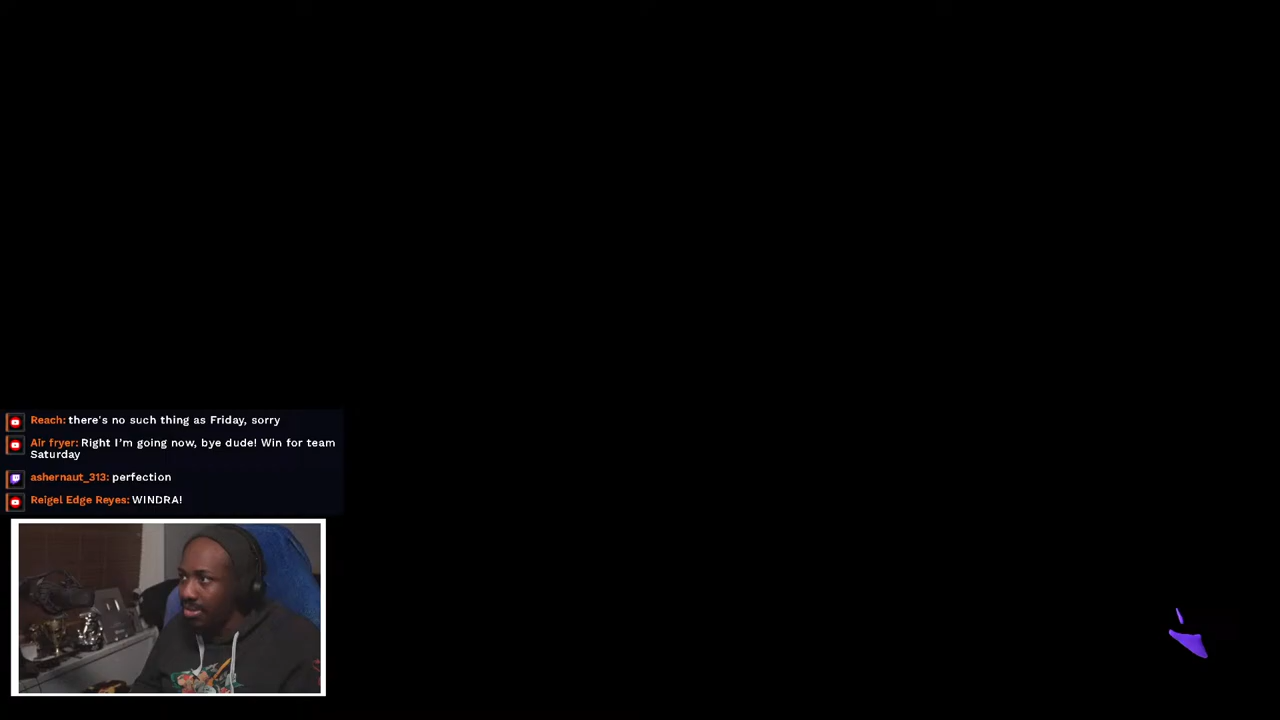 Reach: there's no such thing as Friday, sorry
Air fryer: Right I'm going now, bye dude! Win for team
Saturday
ashernaut_313: perfection
Reigel Edge Reyes: WINDRA!